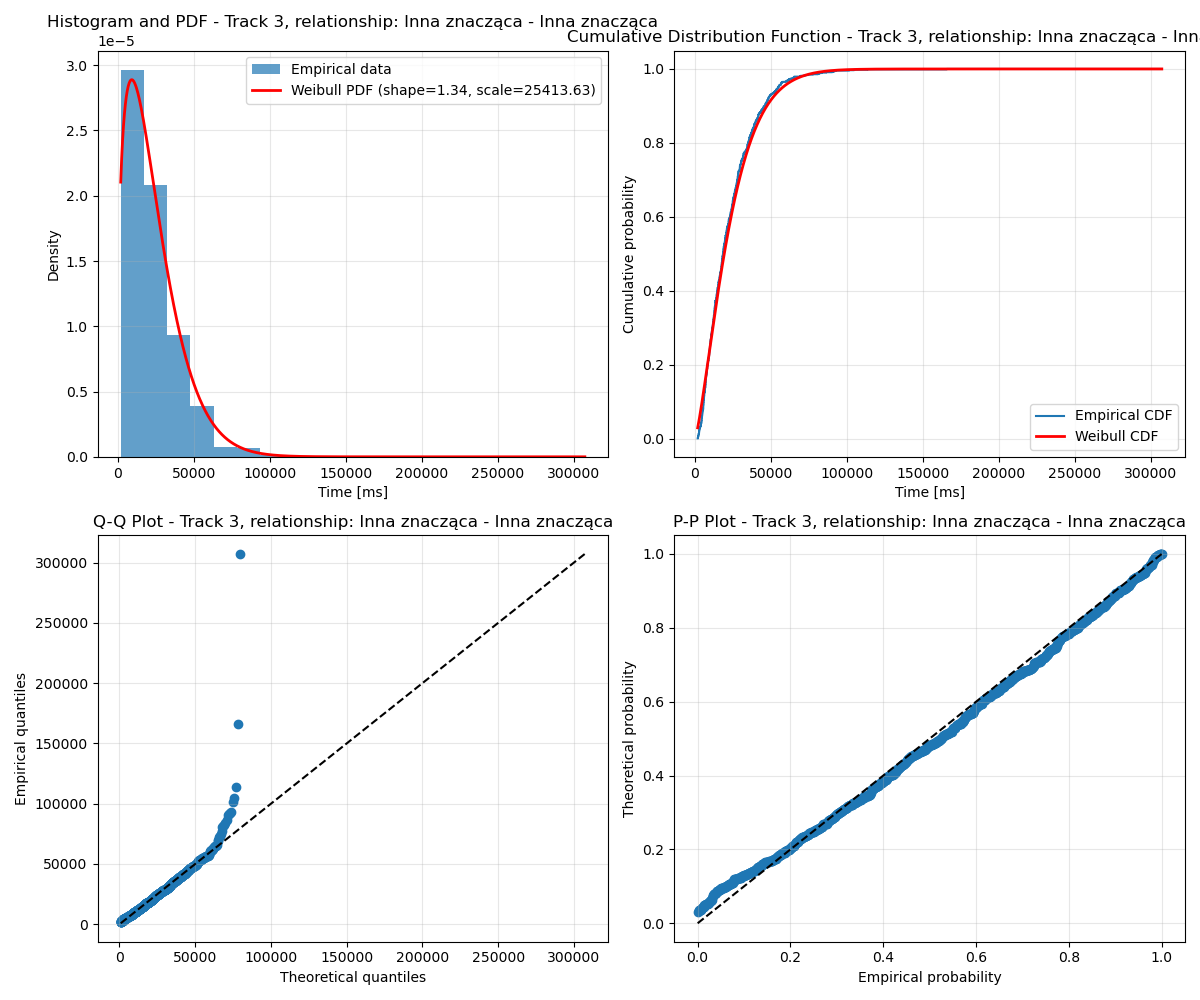 Histogram and PDF - Track 3, relationship: Inna znacząca - Inna znacząca
1e−5
3.0
2.5
2.0
1.5
1.0
0.5
0.0
Density
0 50000 100000 150000 200000 250000 300000
Time [ms]
Empirical data
Weibull PDF (shape=1.34, scale=25413.63)
Cumulative Distribution Function - Track 3, relationship: Inna znacząca - Inn
1.0
0.8
0.6
0.4
0.2
0.0
Cumulative probability
0 50000 100000 150000 200000 250000 300000
Time [ms]
Empirical CDF
Weibull CDF
Q-Q Plot - Track 3, relationship: Inna znacząca - Inna znacząca
300000
250000
200000
150000
100000
50000
0
Empirical quantiles
0 50000 100000 150000 200000 250000 300000
Theoretical quantiles
P-P Plot - Track 3, relationship: Inna znacząca - Inna znacząca
1.0
0.8
0.6
0.4
0.2
0.0
Theoretical probability
0.0 0.2 0.4 0.6 0.8 1.0
Empirical probability